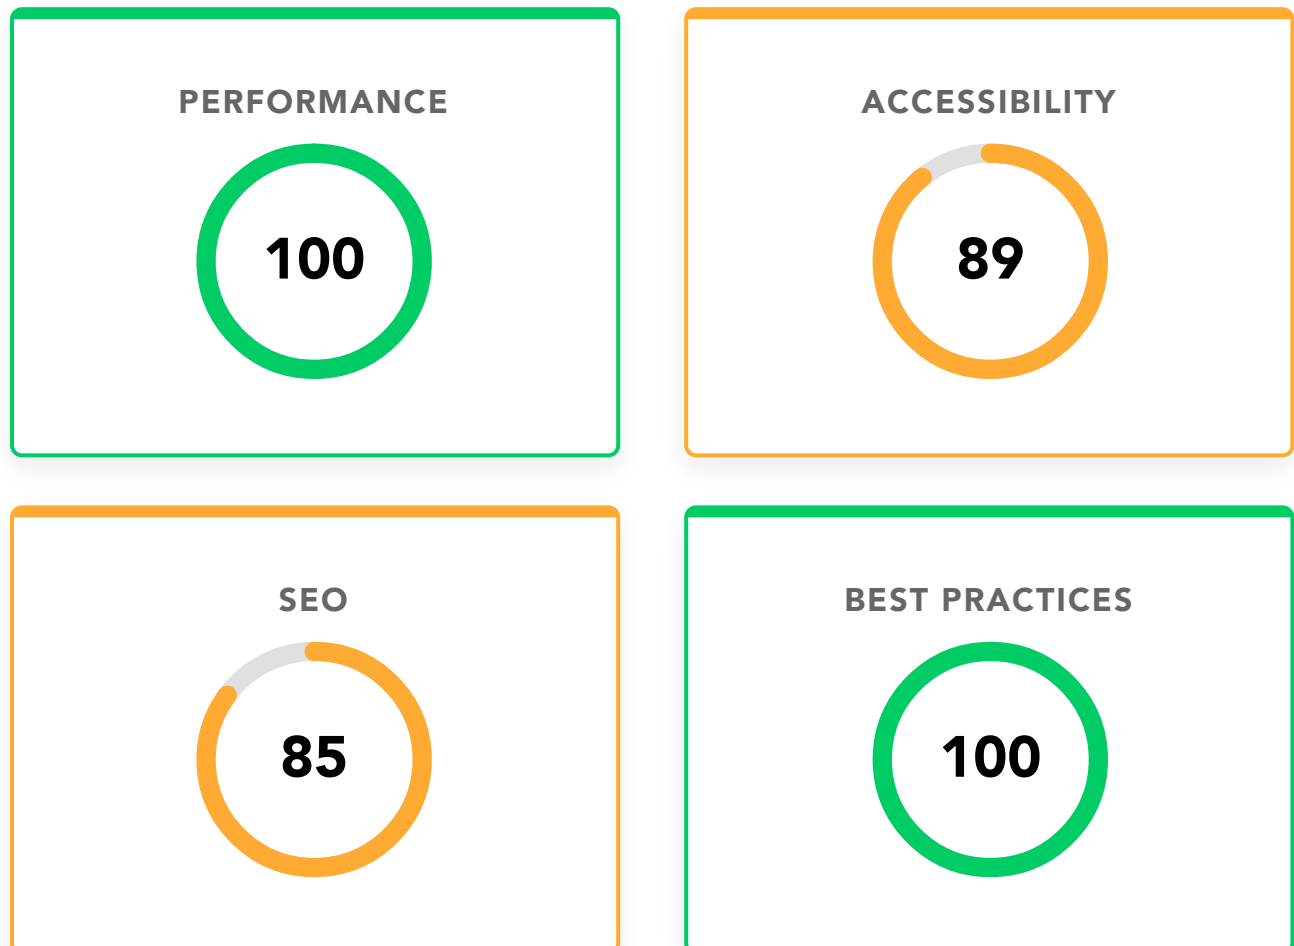 PERFORMANCE
100
ACCESSIBILITY
89
SEO
85
BEST PRACTICES
100